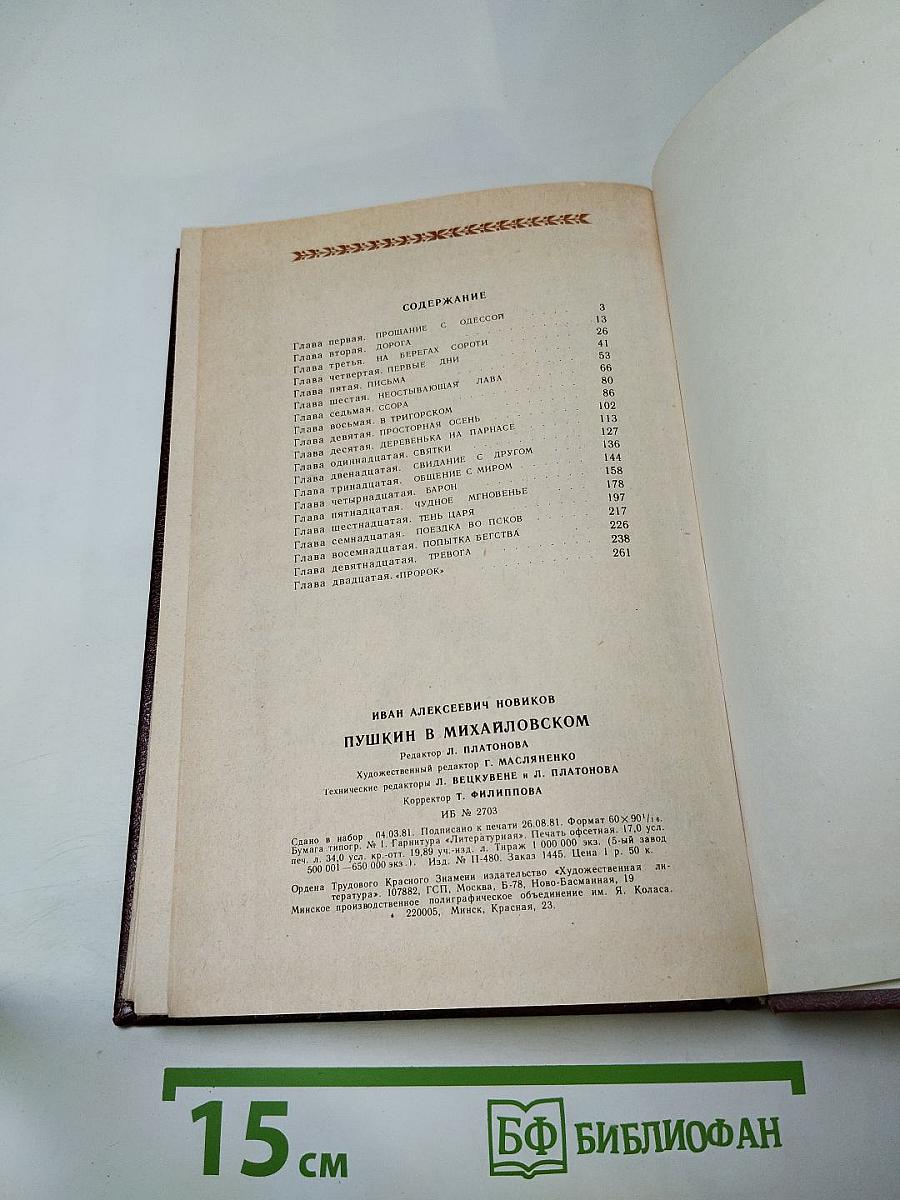 СОДЕРЖАНИЕ
Глава первая. ПРОЩАНИЕ С ОДЕССОЙ 3
Глава вторая. ДОРОГА 13
Глава третья. НА БЕРЕГАХ СОРОТИ 26
Глава четвертая. ПЕРВЫЕ ДНИ 41
Глава пятая. ПИСЬМА 53
Глава шестая. НЕОСТЫВАЮЩАЯ ЛАВА 66
Глава седьмая. ССОРА 80
Глава восьмая. В ТРИГОРСКОМ 86
Глава девятая. ПРОСТОРНАЯ ОСЕНЬ 102
Глава десятая. ДЕРЕВЕНЬКА НА ПАРНАСЕ 113
Глава одиннадцатая. СВЯТКИ 127
Глава двенадцатая. СВИДАНИЕ С ДРУГОМ 136
Глава тринадцатая. ОБЩЕНИЕ С МИРОМ 144
Глава четырнадцатая. БАРОН 158
Глава пятнадцатая. ЧУДНОЕ МГНОВЕНЬЕ 178
Глава шестнадцатая. ТЕНЬ ЦАРЯ 197
Глава семнадцатая. ПОЕЗДКА ВО ПСКОВ 217
Глава восемнадцатая. ПОПЫТКА БЕГСТВА 226
Глава девятнадцатая. ТРЕВОГА 238
Глава двадцатая. «ПРОРОК» 261
ИВАН АЛЕКСЕЕВИЧ НОВИКОВ
ПУШКИН В МИХАЙЛОВСКОМ
Редактор Л. ПЛАТОНОВА
Художественный редактор Г. МАСЛЯНЕНКО
Технические редакторы Л. ВЕЦКУВЕНЕ и Л. ПЛАТОНОВА
Корректор Т. ФИЛИППОВА
ИБ № 2703
Сдано в набор 04.03.81. Подписано к печати 26.08.81. Формат 60×90¹/₁₆.
Бумага типогр. № 1. Гарнитура «Литературная». Печать офсетная. 17,0 усл.
печ. л. 34,0 усл. кр.-отт. 19,89 уч.-изд. л. Тираж 1 000 000 экз. (5-ый завод
500 001—650 000 экз.). Изд. № II-480. Заказ 1445. Цена 1 р. 50 к.
Ордена Трудового Красного Знамени издательство «Художественная ли-
тература». 107882, ГСП, Москва, Б-78, Ново-Басманная, 19
Минское производственное полиграфическое объединение им. Я. Коласа.
220005, Минск, Красная, 23.
15 см
БФ БИБЛИОФАН